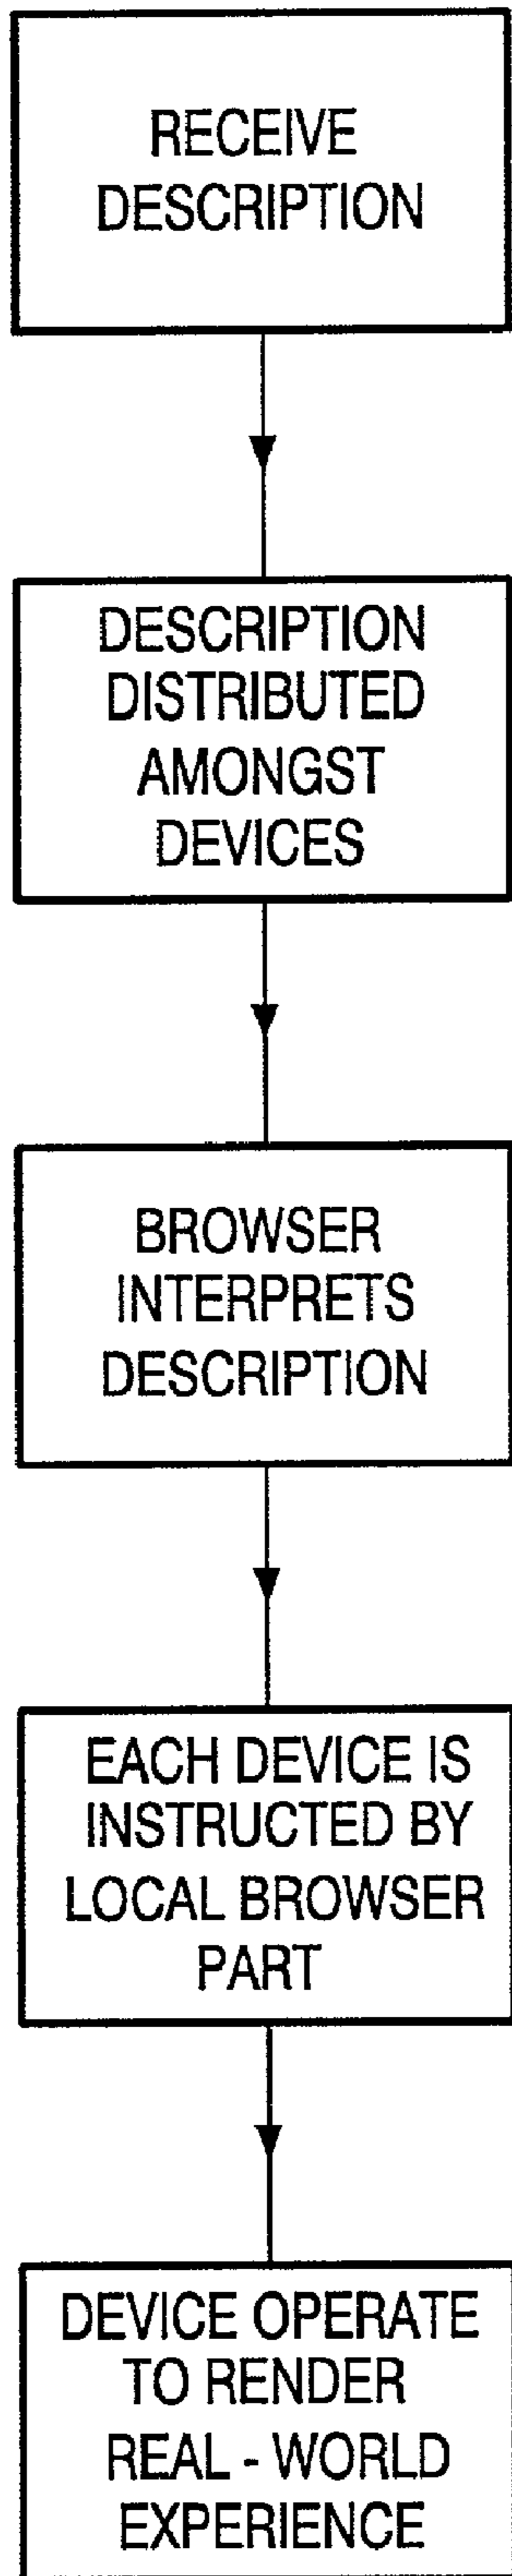 RECEIVE
DESCRIPTION
DESCRIPTION
DISTRIBUTED
AMONGST
DEVICES
BROWSER
INTERPRETS
DESCRIPTION
EACH DEVICE IS
INSTRUCTED BY
LOCAL BROWSER
PART
DEVICE OPERATE
TO RENDER
REAL - WORLD
EXPERIENCE